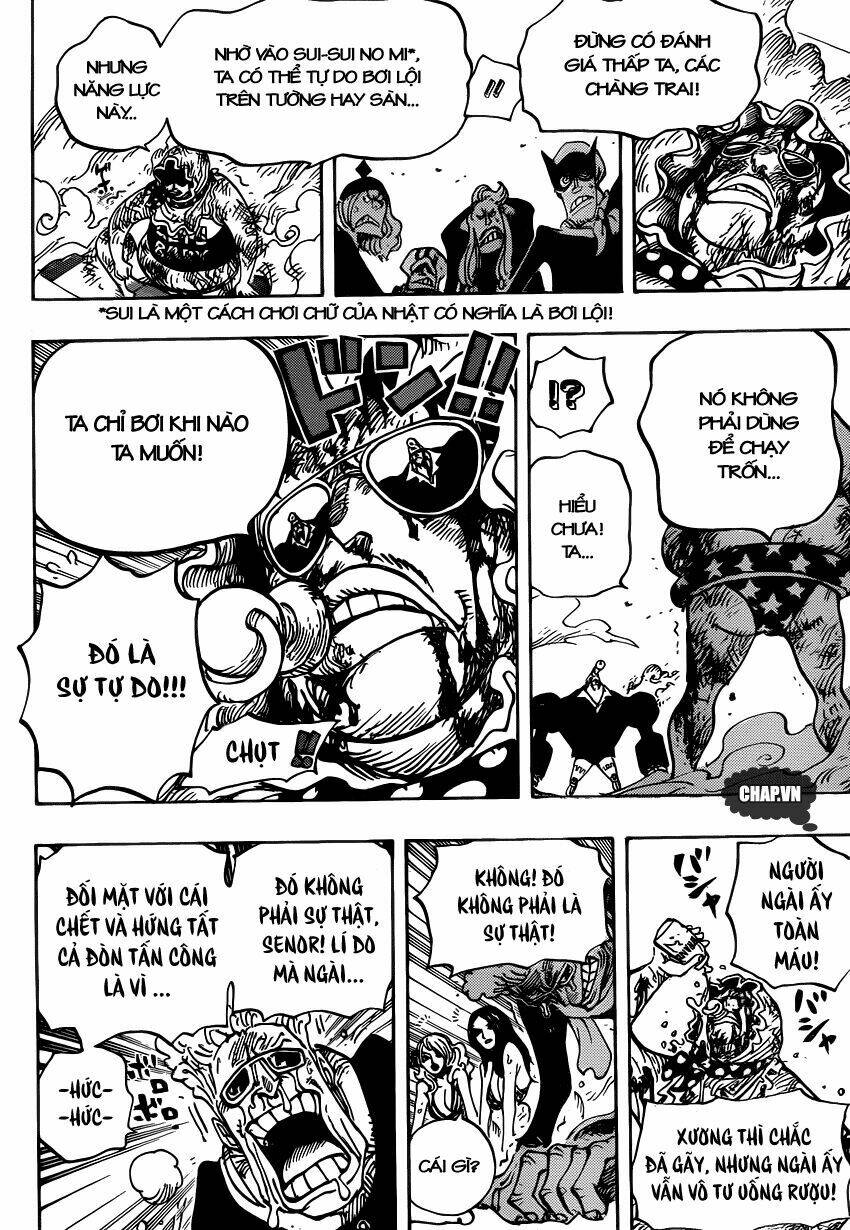 ĐỪNG CÓ ĐÁNH
GIÁ THẤP TA, CÁC
CHÀNG TRAI!
!!
NHỜ VÀO SUI-SUI NO MI*,
TA CÓ THỂ TỰ DO BƠI LỘI
TRÊN TƯỜNG HAY SÀN...
NHƯNG
NĂNG LỰC
NÀY...
*SUI LÀ MỘT CÁCH CHƠI CHỮ CỦA NHẬT CÓ NGHĨA LÀ BƠI LỘI!
NÓ KHÔNG
PHẢI DÙNG
ĐỂ CHẠY
TRỐN...
!?
HIỂU
CHƯA!
TA...
ドン!!
TA CHỈ BƠI KHI NÀO
TA MUỐN!
ĐÓ LÀ
SỰ TỰ DO!!!
CHỤT
CHAP.VN
NGƯỜI
NGÀI ẤY
TOÀN
MÁU!
XƯƠNG THÌ CHẮC
ĐÃ GÃY, NHƯNG NGÀI ẤY
VẪN VÔ TƯ UỐNG RƯỢU!
KHÔNG! ĐÓ
KHÔNG PHẢI LÀ
SỰ THẬT!
CÁI GÌ?
ĐÓ KHÔNG
PHẢI SỰ THẬT,
SENOR! LÍ DO
MÀ NGÀI...
ĐỐI MẶT VỚI CÁI
CHẾT VÀ HỨNG TẤT
CẢ ĐÒN TẤN CÔNG
LÀ VÌ ...
-HỨC-
-HỨC-
ボロ
ボロ